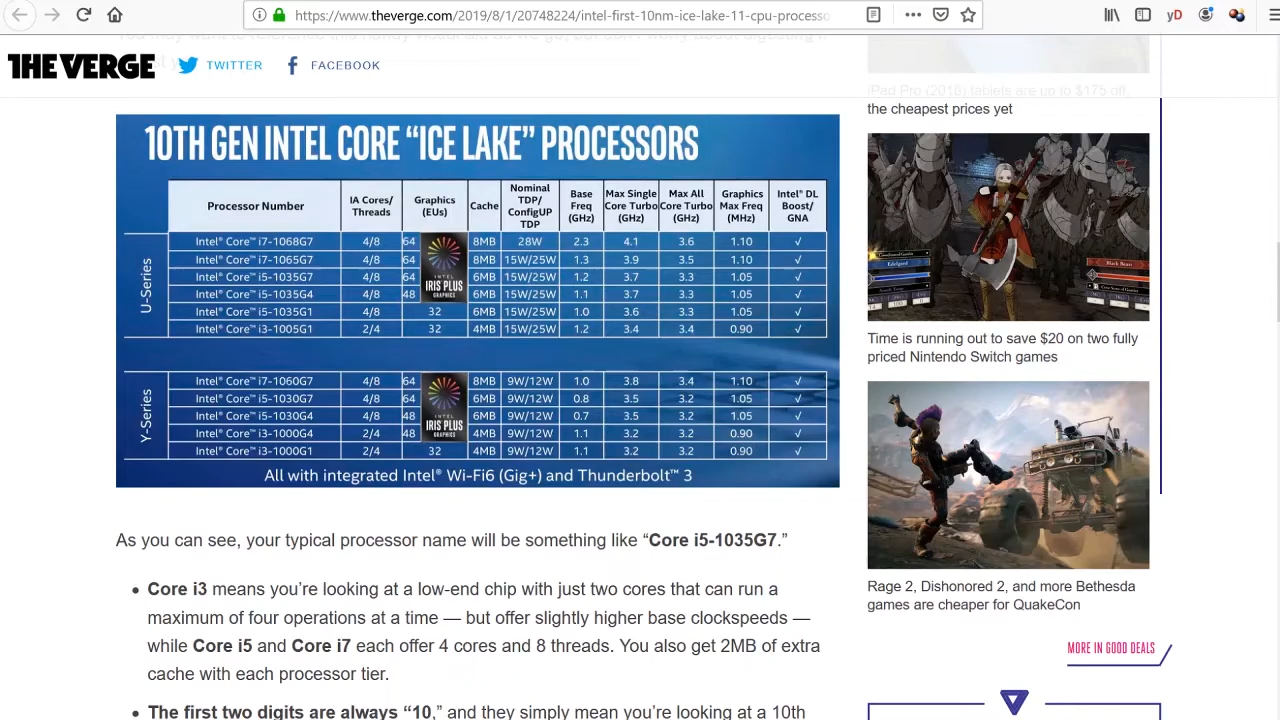 https://www.theverge.com/2019/8/1/20748224/intel-first-10nm-ice-lake-11-cpu-processo
yD
THE VERGE
TWITTER
FACEBOOK
10TH GEN INTEL CORE “ICE LAKE” PROCESSORS
Processor Number IA Cores/ Threads Graphics (EUs) Cache Nominal TDP/ ConfigUP TDP Base Freq (GHz) Max Single Core Turbo (GHz) Max All Core Turbo (GHz) Graphics Max Freq (MHz) Intel® DL Boost/ GNA
U-Series
Intel® Core™ i7-1068G7 4/8 64 8MB 28W 2.3 4.1 3.6 1.10 √
Intel® Core™ i7-1065G7 4/8 64 8MB 15W/25W 1.3 3.9 3.5 1.10 √
Intel® Core™ i5-1035G7 4/8 64 6MB 15W/25W 1.2 3.7 3.3 1.05 √
Intel® Core™ i5-1035G4 4/8 48 6MB 15W/25W 1.1 3.7 3.3 1.05 √
Intel® Core™ i5-1035G1 4/8 32 6MB 15W/25W 1.0 3.6 3.3 1.05 √
Intel® Core™ i3-1005G1 2/4 32 4MB 15W/25W 1.2 3.4 3.4 0.90 √
INTEL
IRIS PLUS
GRAPHICS
Y-Series
Intel® Core™ i7-1060G7 4/8 64 8MB 9W/12W 1.0 3.8 3.4 1.10 √
Intel® Core™ i5-1030G7 4/8 64 6MB 9W/12W 0.8 3.5 3.2 1.05 √
Intel® Core™ i5-1030G4 4/8 48 6MB 9W/12W 0.7 3.5 3.2 1.05 √
Intel® Core™ i3-1000G4 2/4 48 4MB 9W/12W 1.1 3.2 3.2 0.90 √
Intel® Core™ i3-1000G1 2/4 32 4MB 9W/12W 1.1 3.2 3.2 0.90 √
INTEL
IRIS PLUS
GRAPHICS
All with integrated Intel® Wi-Fi6 (Gig+) and Thunderbolt™ 3
As you can see, your typical processor name will be something like “Core i5-1035G7.”
• Core i3 means you’re looking at a low-end chip with just two cores that can run a
maximum of four operations at a time — but offer slightly higher base clockspeeds —
while Core i5 and Core i7 each offer 4 cores and 8 threads. You also get 2MB of extra
cache with each processor tier.
• The first two digits are always “10,” and they simply mean you’re looking at a 10th
iPad Pro (2018) tablets are up to $175 off,
the cheapest prices yet
Edelgard
Black Beast
Time is running out to save $20 on two fully
priced Nintendo Switch games
Rage 2, Dishonored 2, and more Bethesda
games are cheaper for QuakeCon
MORE IN GOOD DEALS